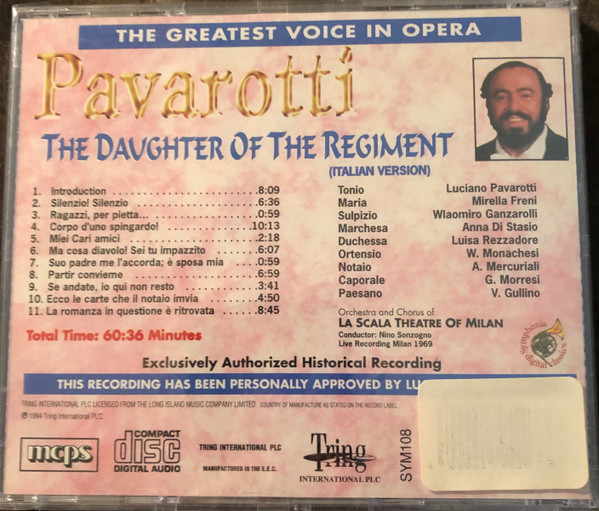 THE GREATEST VOICE IN OPERA
Pavarotti
THE DAUGHTER OF THE REGIMENT
(ITALIAN VERSION)
1. Introduction 8:09
2. Silenzio! Silenzio 6:36
3. Ragazzi, per pietta... 0:59
4. Corpo d'uno spingardo! 10:13
5. Miei Cari amici 2:18
6. Ma cosa diavolo! Sei tu impazzito 6:07
7. Suo padre me l'accorda; è sposa mia 0:59
8. Partir convieme 6:59
9. Se andate, io qui non resto 3:41
10. Ecco le carte che il notaio imvia 4:50
11. La romanza in questione è ritrovata 8:45
Total Time: 60:36 Minutes
Tonio Luciano Pavarotti
Maria Mirella Freni
Sulpizio Wlaomiro Ganzarolli
Marchesa Anna Di Stasio
Duchessa Luisa Rezzadore
Ortensio W. Monachesi
Notaio A. Mercuriali
Caporale G. Morresi
Paesano V. Gullino
Orchestra and Chorus of
LA SCALA THEATRE OF MILAN
Conductor: Nino Sonzogno
Live Recording Milan 1969
Symphonia digital Classics
Exclusively Authorized Historical Recording
THIS RECORDING HAS BEEN PERSONALLY APPROVED BY LU
TRING INTERNATIONAL PLC LICENSED FROM THE LONG ISLAND MUSIC COMPANY LIMITED COUNTRY OF MANUFACTURE AS STATED ON THE RECORD LABEL.
℗ 1994 Tring International PLC.
mcps
COMPACT
disc
DIGITAL AUDIO
TRING INTERNATIONAL PLC
MANUFACTURED IN THE E.E.C.
Tring
INTERNATIONAL PLC
SYM108